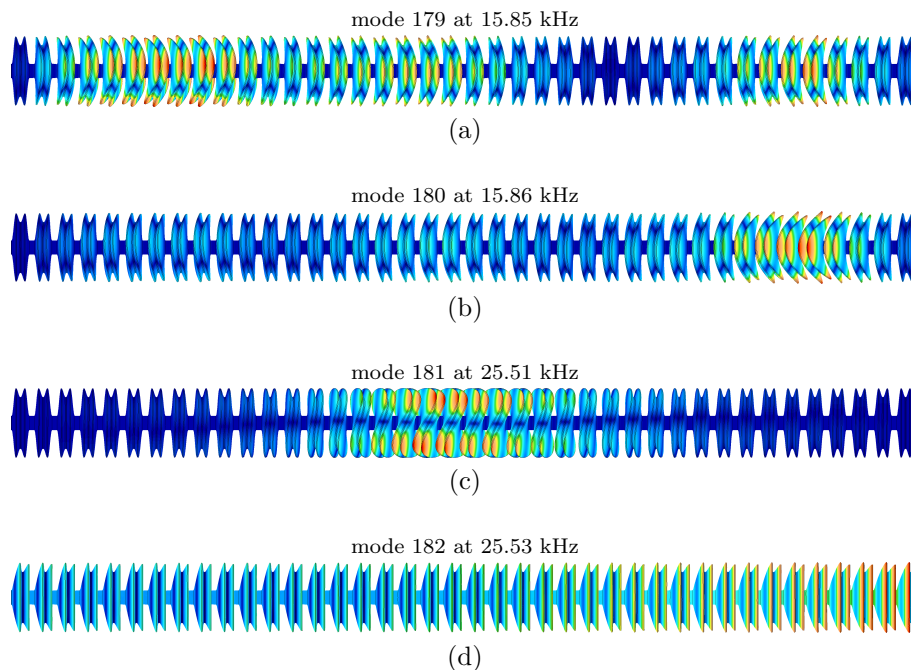 mode 179 at 15.85 kHz
(a)
mode 180 at 15.86 kHz
(b)
mode 181 at 25.51 kHz
(c)
mode 182 at 25.53 kHz
(d)